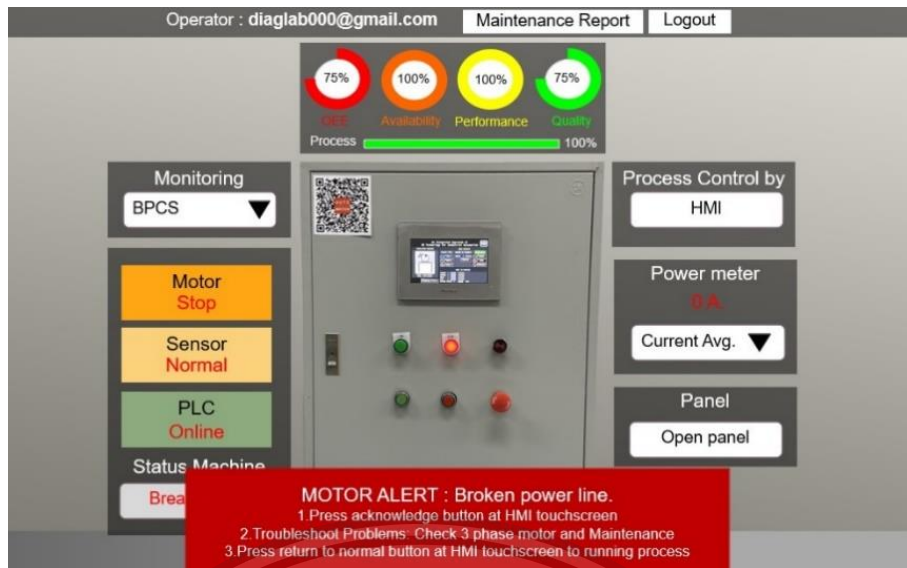 Operator : diaglab000@gmail.com
Maintenance Report
Logout
75%
100%
100%
75%
OEE
Availability
Performance
Quality
Process
100%
Monitoring
BPCS
Motor
Stop
Sensor
Normal
PLC
Online
Status Machine
Brea
Process Control by
HMI
Power meter
0 A.
Current Avg.
Panel
Open panel
MOTOR ALERT : Broken power line.
1.Press acknowledge button at HMI touchscreen
2.Troubleshoot Problems: Check 3 phase motor and Maintenance
3.Press return to normal button at HMI touchscreen to running process